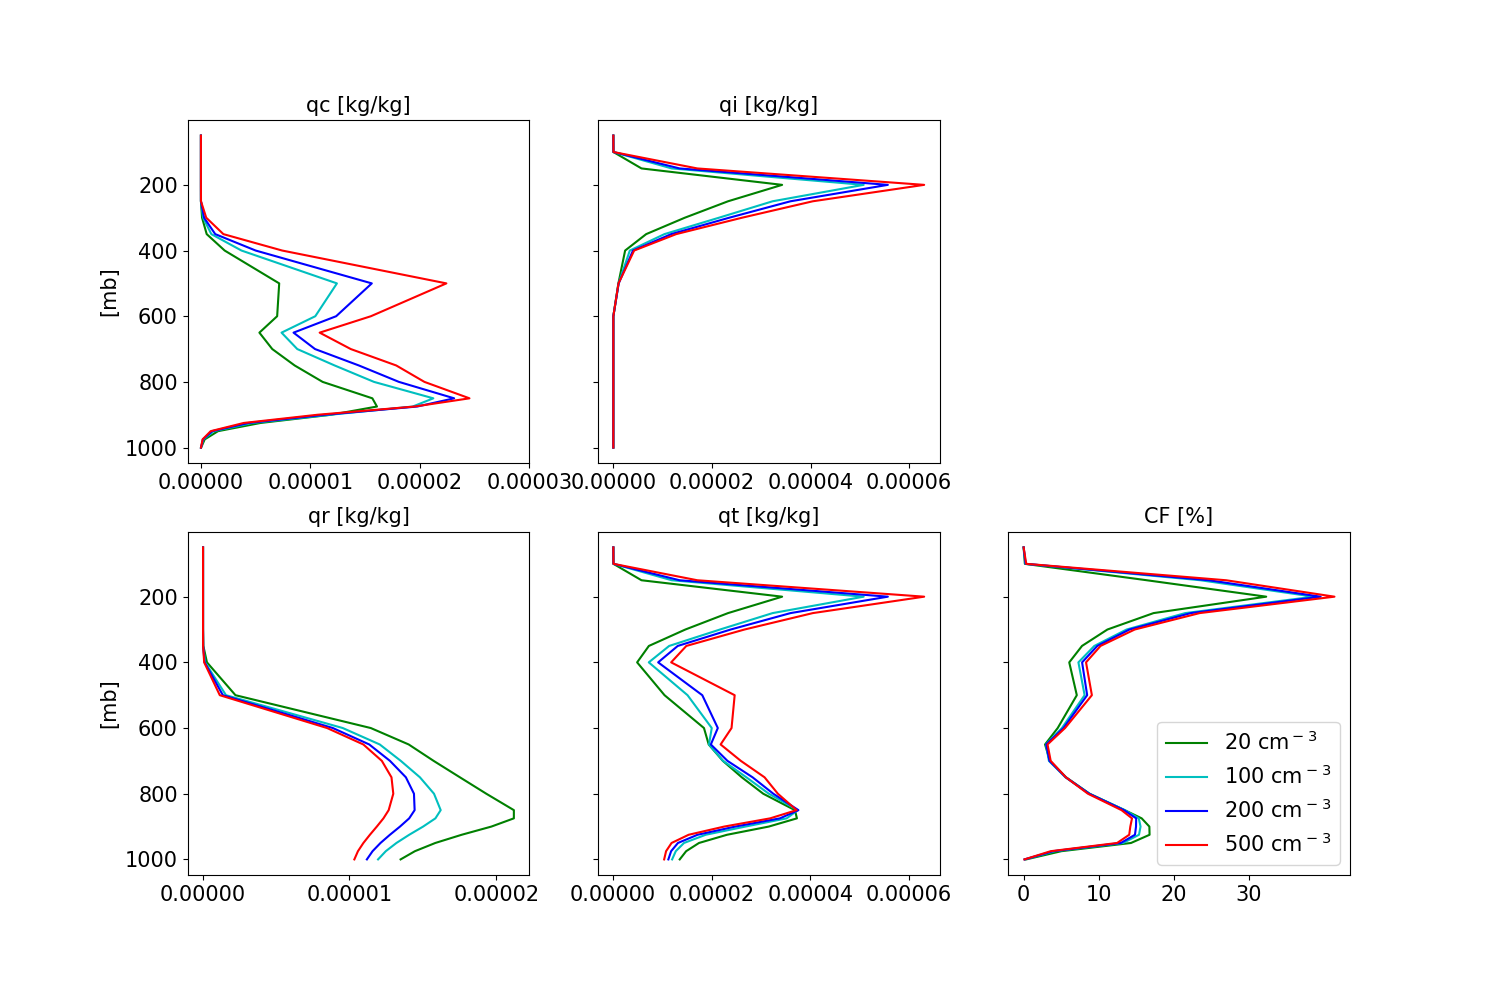 qc [kg/kg]
qi [kg/kg]
[mb]
200
400
600
800
1000
0.00000 0.00001 0.00002 0.00003
0.00000 0.00002 0.00004 0.00006
qr [kg/kg]
qt [kg/kg]
CF [%]
[mb]
200
400
600
800
1000
0.00000 0.00001 0.00002
0.00000 0.00002 0.00004 0.00006
0 10 20 30
20 cm⁻³
100 cm⁻³
200 cm⁻³
500 cm⁻³